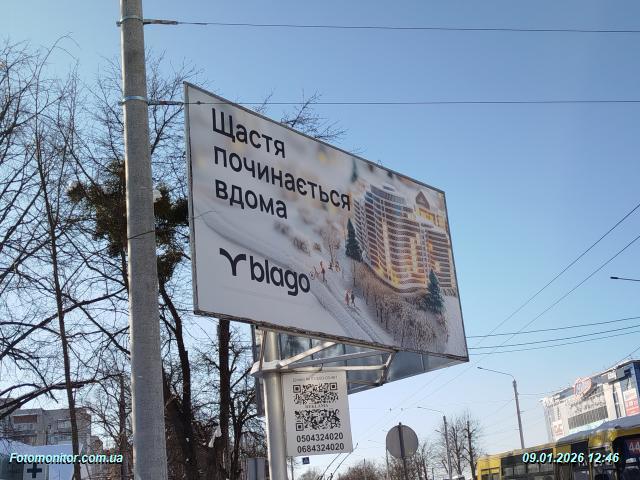 Щастя
починається
вдома
blago
0504324020
0684324020
Fotomonitor.com.ua
09.01.2026 12:46